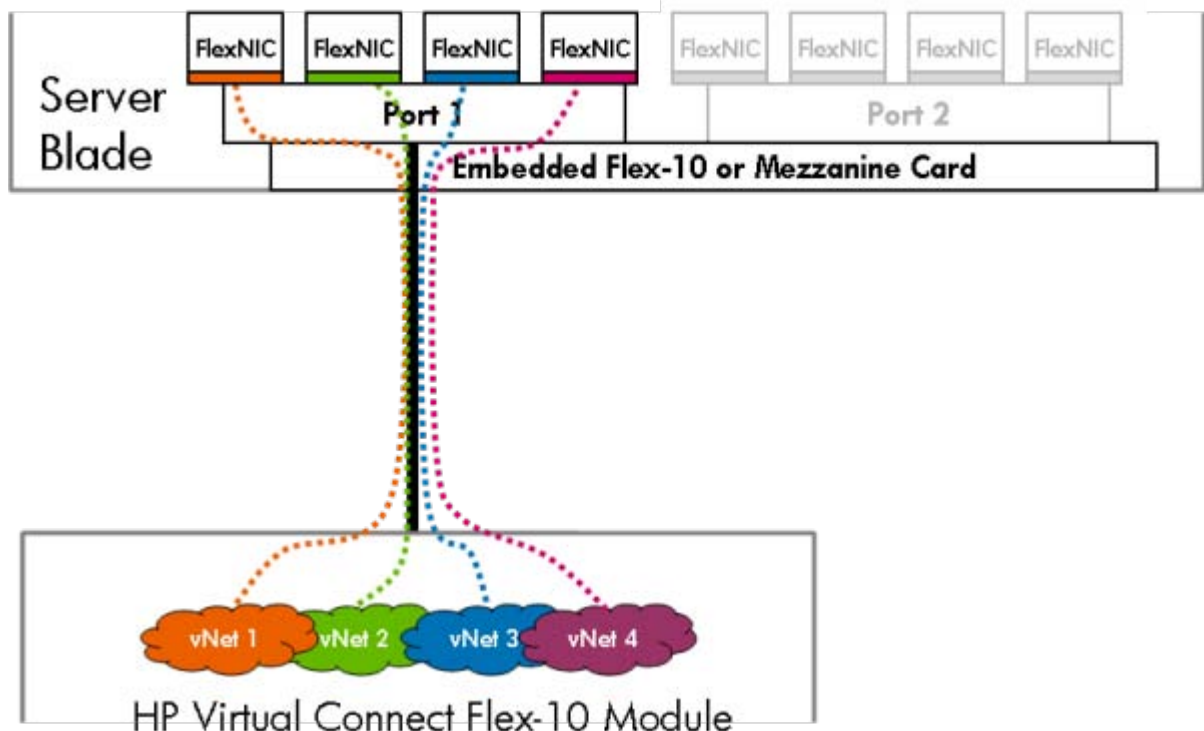 FlexNIC FlexNIC FlexNIC FlexNIC FlexNIC FlexNIC FlexNIC FlexNIC
Server
Blade
Port 1 Port 2
Embedded Flex-10 or Mezzanine Card
vNet 1 vNet 2 vNet 3 vNet 4
HP Virtual Connect Flex-10 Module